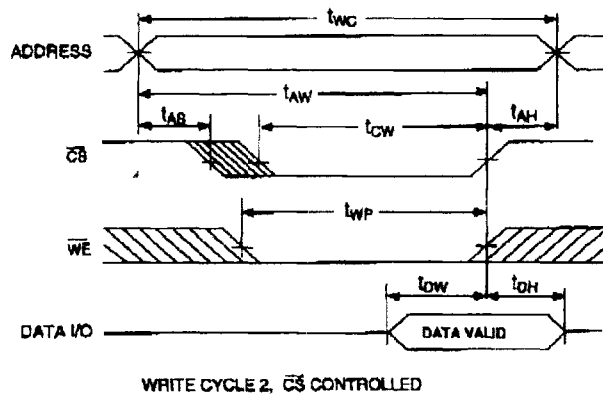 tWC
ADDRESS
tAW
tAS
tCW
tAH
CS
tWP
WE
tDW
tDH
DATA I/O
DATA VALID
WRITE CYCLE 2, CS CONTROLLED